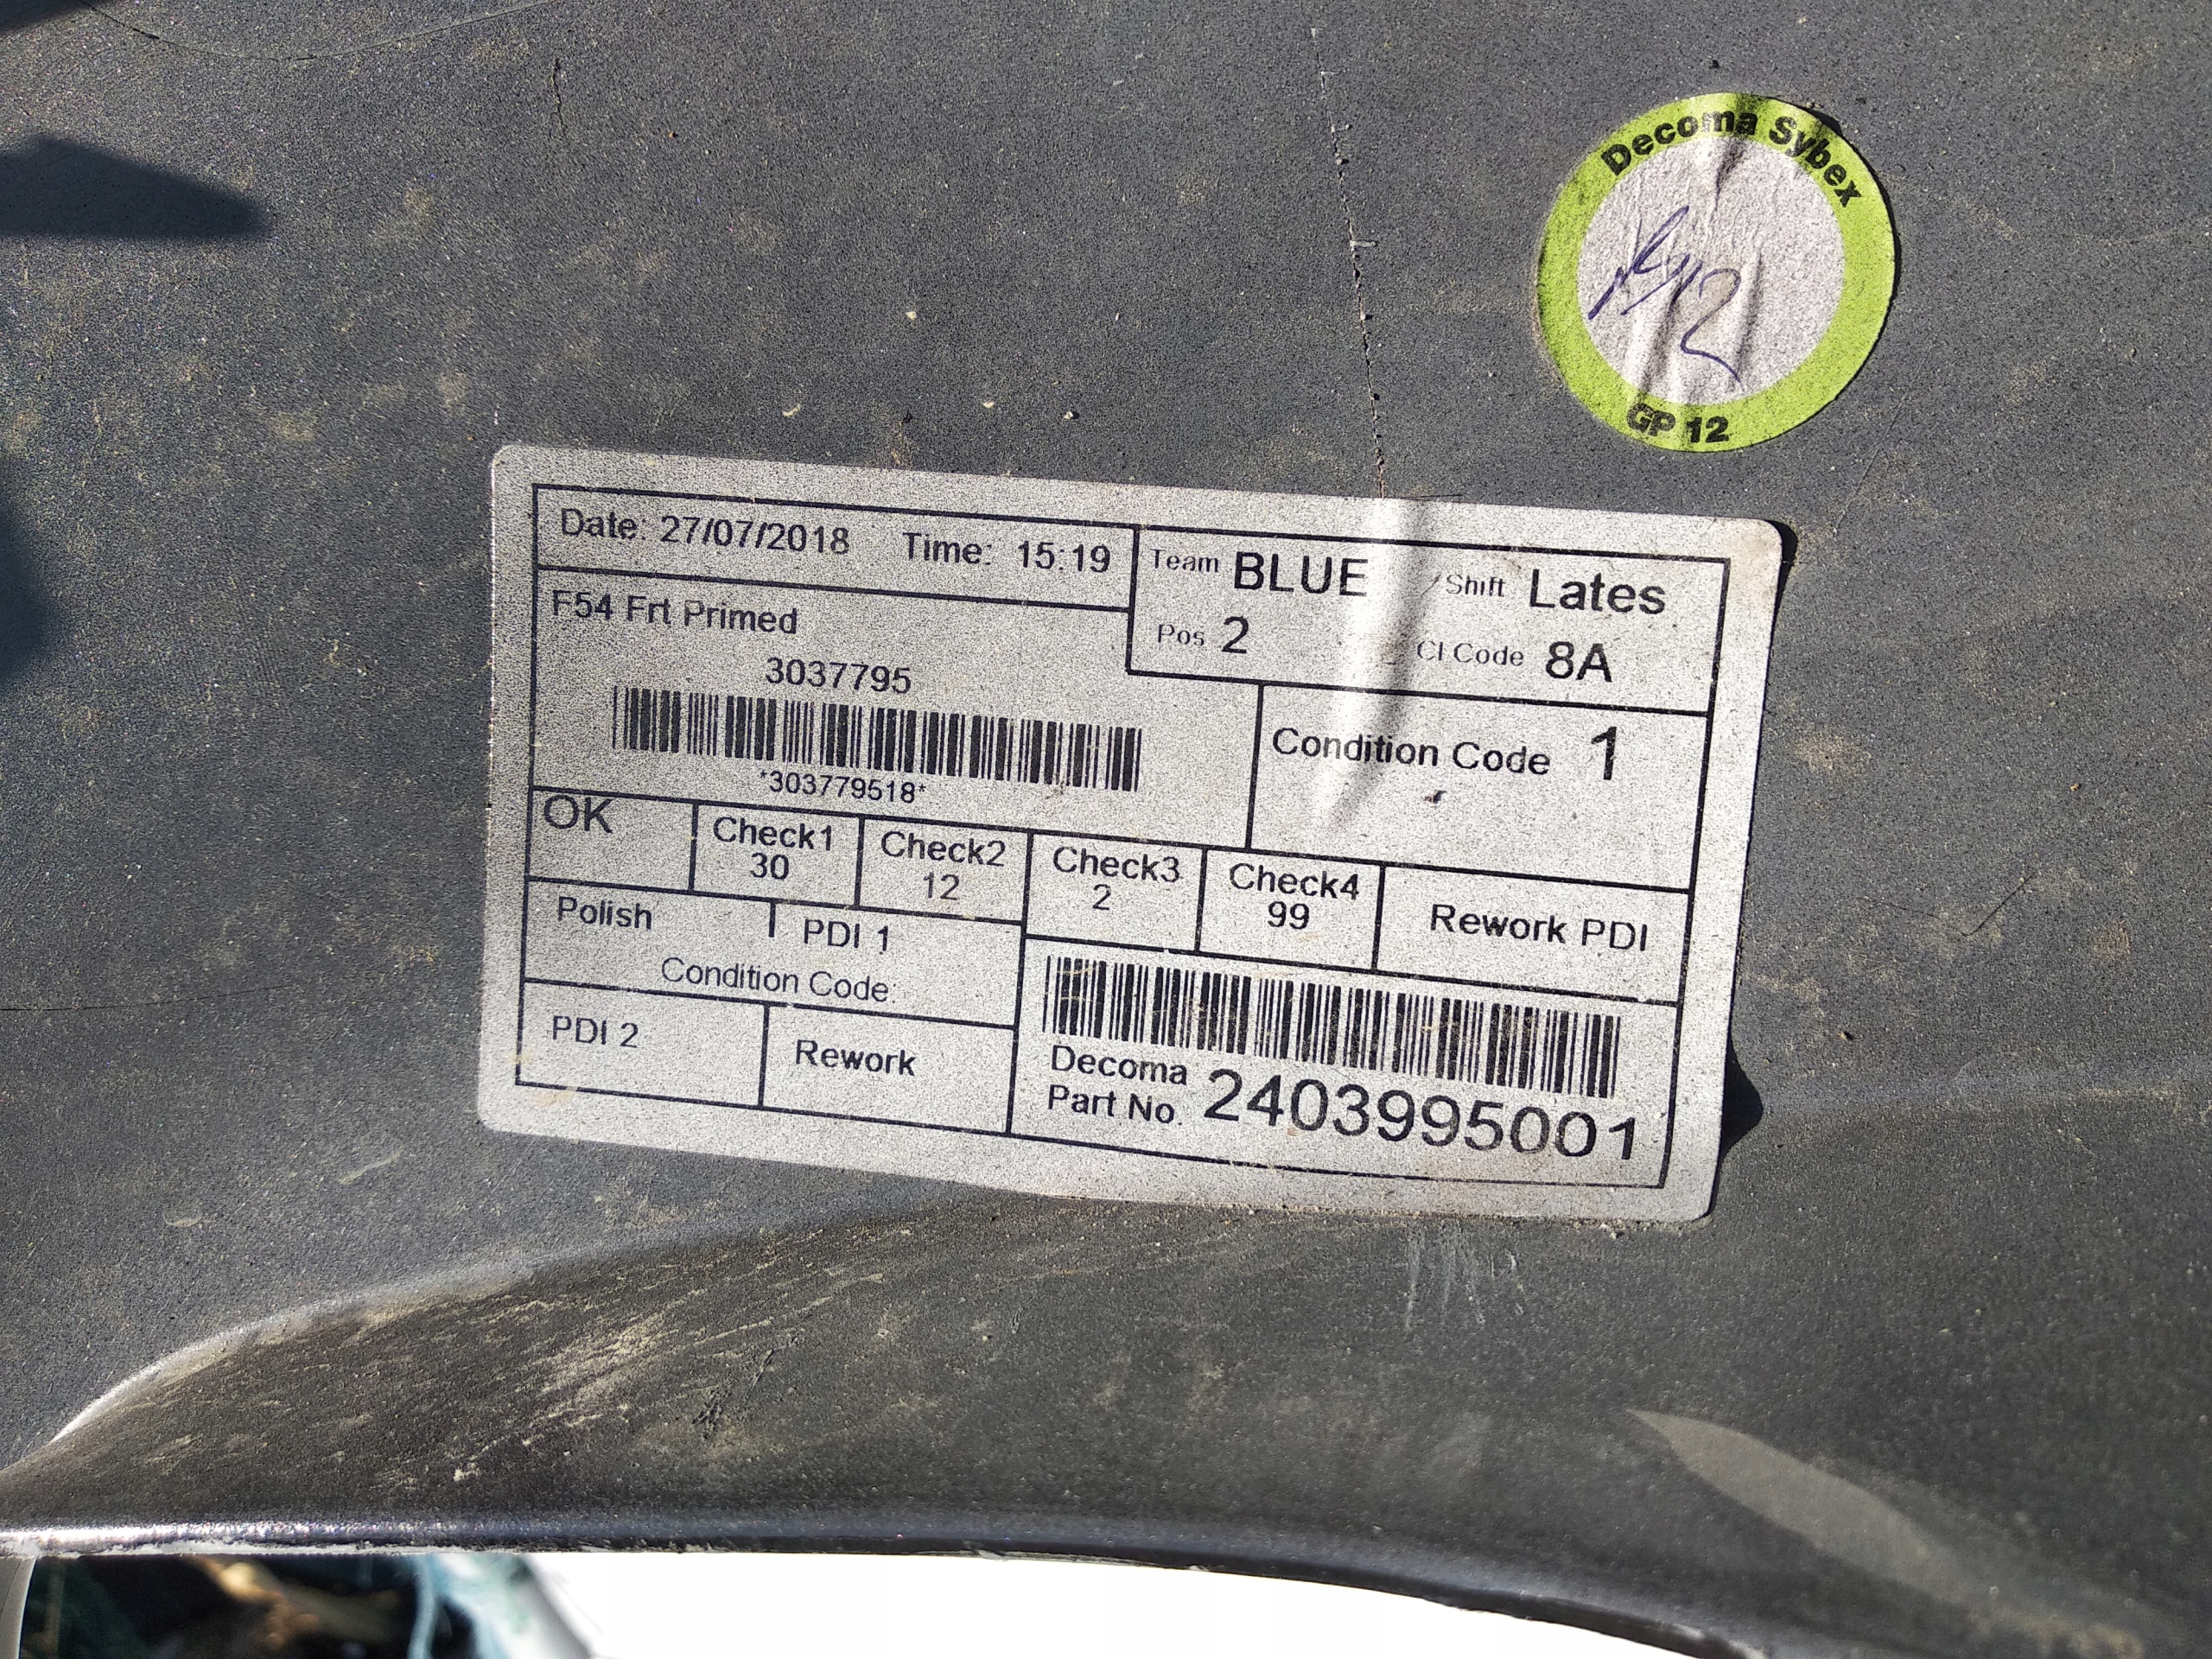 Decoma Sybex
GP 12
Date: 27/07/2018 Time: 15:19
Team BLUE Shift Lates
Pos 2 CI Code 8A
F54 Frt Primed
3037795
*303779518*
Condition Code 1
OK
Check1 Check2 Check3 Check4
30 12 2 99
Rework PDI
Polish PDI 1
Condition Code:
PDI 2 Rework
Decoma
Part No. 2403995001